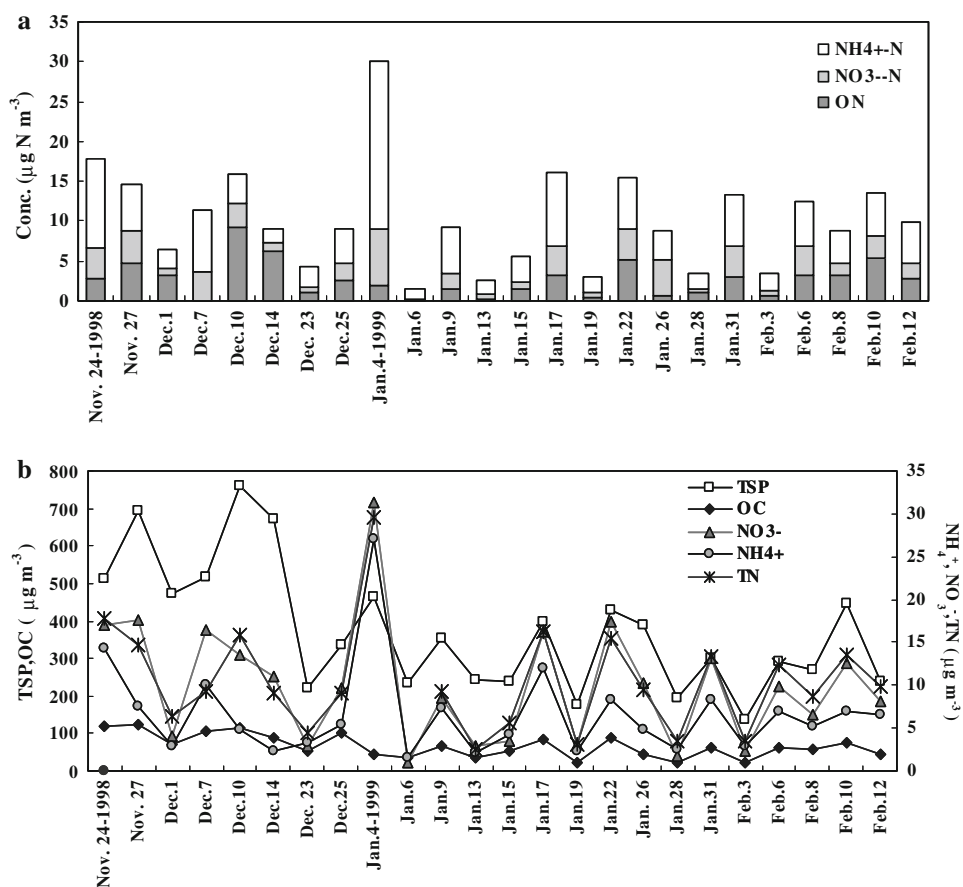 a
35
30
25
20
15
10
5
0
Conc. (μg N m⁻³)
NH4+-N
NO3--N
ON
Nov. 24-1998
Nov. 27
Dec.1
Dec.7
Dec.10
Dec.14
Dec. 23
Dec.25
Jan.4-1999
Jan.6
Jan.9
Jan.13
Jan.15
Jan.17
Jan.19
Jan.22
Jan. 26
Jan.28
Jan.31
Feb.3
Feb.6
Feb.8
Feb.10
Feb.12
b
800
700
600
500
400
300
200
100
0
TSP,OC ( μg m⁻³)
TSP
OC
NO3-
NH4+
TN
35
30
25
20
15
10
5
0
NH₄⁺, NO₃⁻,TN ( μg m⁻³)
Nov. 24-1998
Nov. 27
Dec.1
Dec.7
Dec.10
Dec.14
Dec. 23
Dec.25
Jan.4-1999
Jan.6
Jan.9
Jan.13
Jan.15
Jan.17
Jan.19
Jan.22
Jan. 26
Jan.28
Jan.31
Feb.3
Feb.6
Feb.8
Feb.10
Feb.12